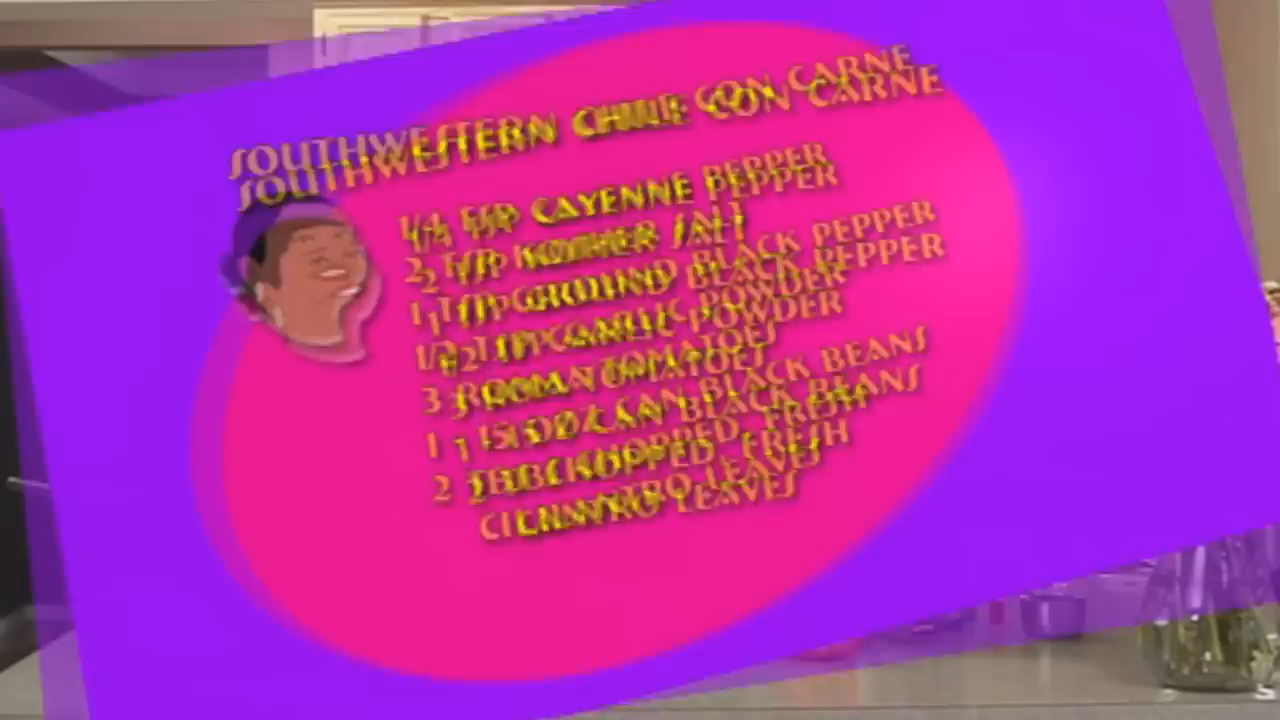 SOUTHWESTERN CHILE CON CARNE
1/4 TSP CAYENNE PEPPER
2 TSP KOSHER SALT
1 TSP GROUND BLACK PEPPER
1/2 TSP GARLIC POWDER
3 ROMA TOMATOES
1 15 OZ CAN BLACK BEANS
2 TBL CHOPPED, FRESH
CILANTRO LEAVES